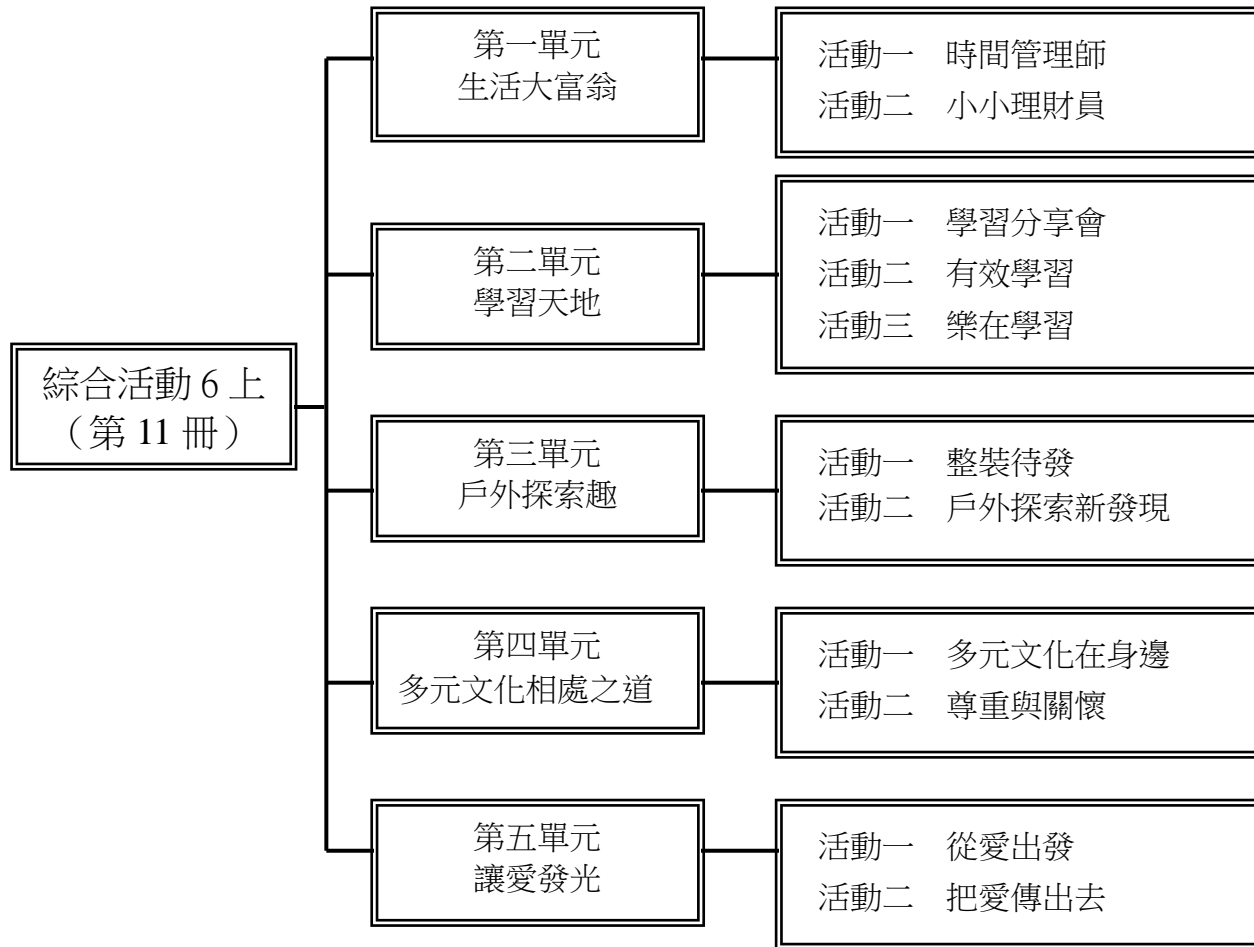 綜合活動 6 上
（第 11 冊）
第一單元
生活大富翁
活動一　時間管理師
活動二　小小理財員
第二單元
學習天地
活動一　學習分享會
活動二　有效學習
活動三　樂在學習
第三單元
戶外探索趣
活動一　整裝待發
活動二　戶外探索新發現
第四單元
多元文化相處之道
活動一　多元文化在身邊
活動二　尊重與關懷
第五單元
讓愛發光
活動一　從愛出發
活動二　把愛傳出去